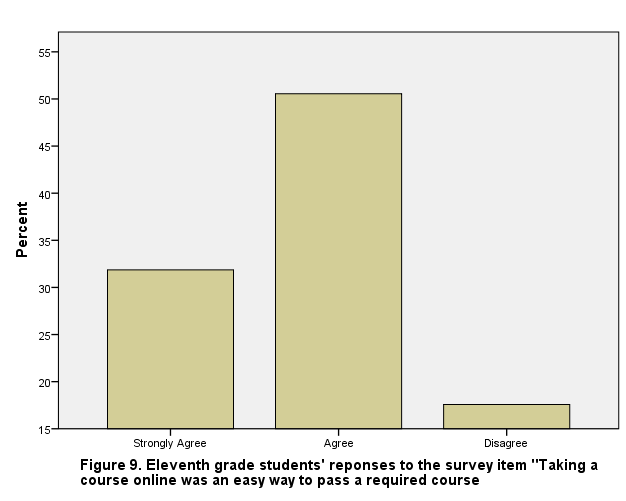 55
50
45
40
35
30
25
20
15
Percent
Strongly Agree
Agree
Disagree
Figure 9. Eleventh grade students' reponses to the survey item "Taking a
course online was an easy way to pass a required course